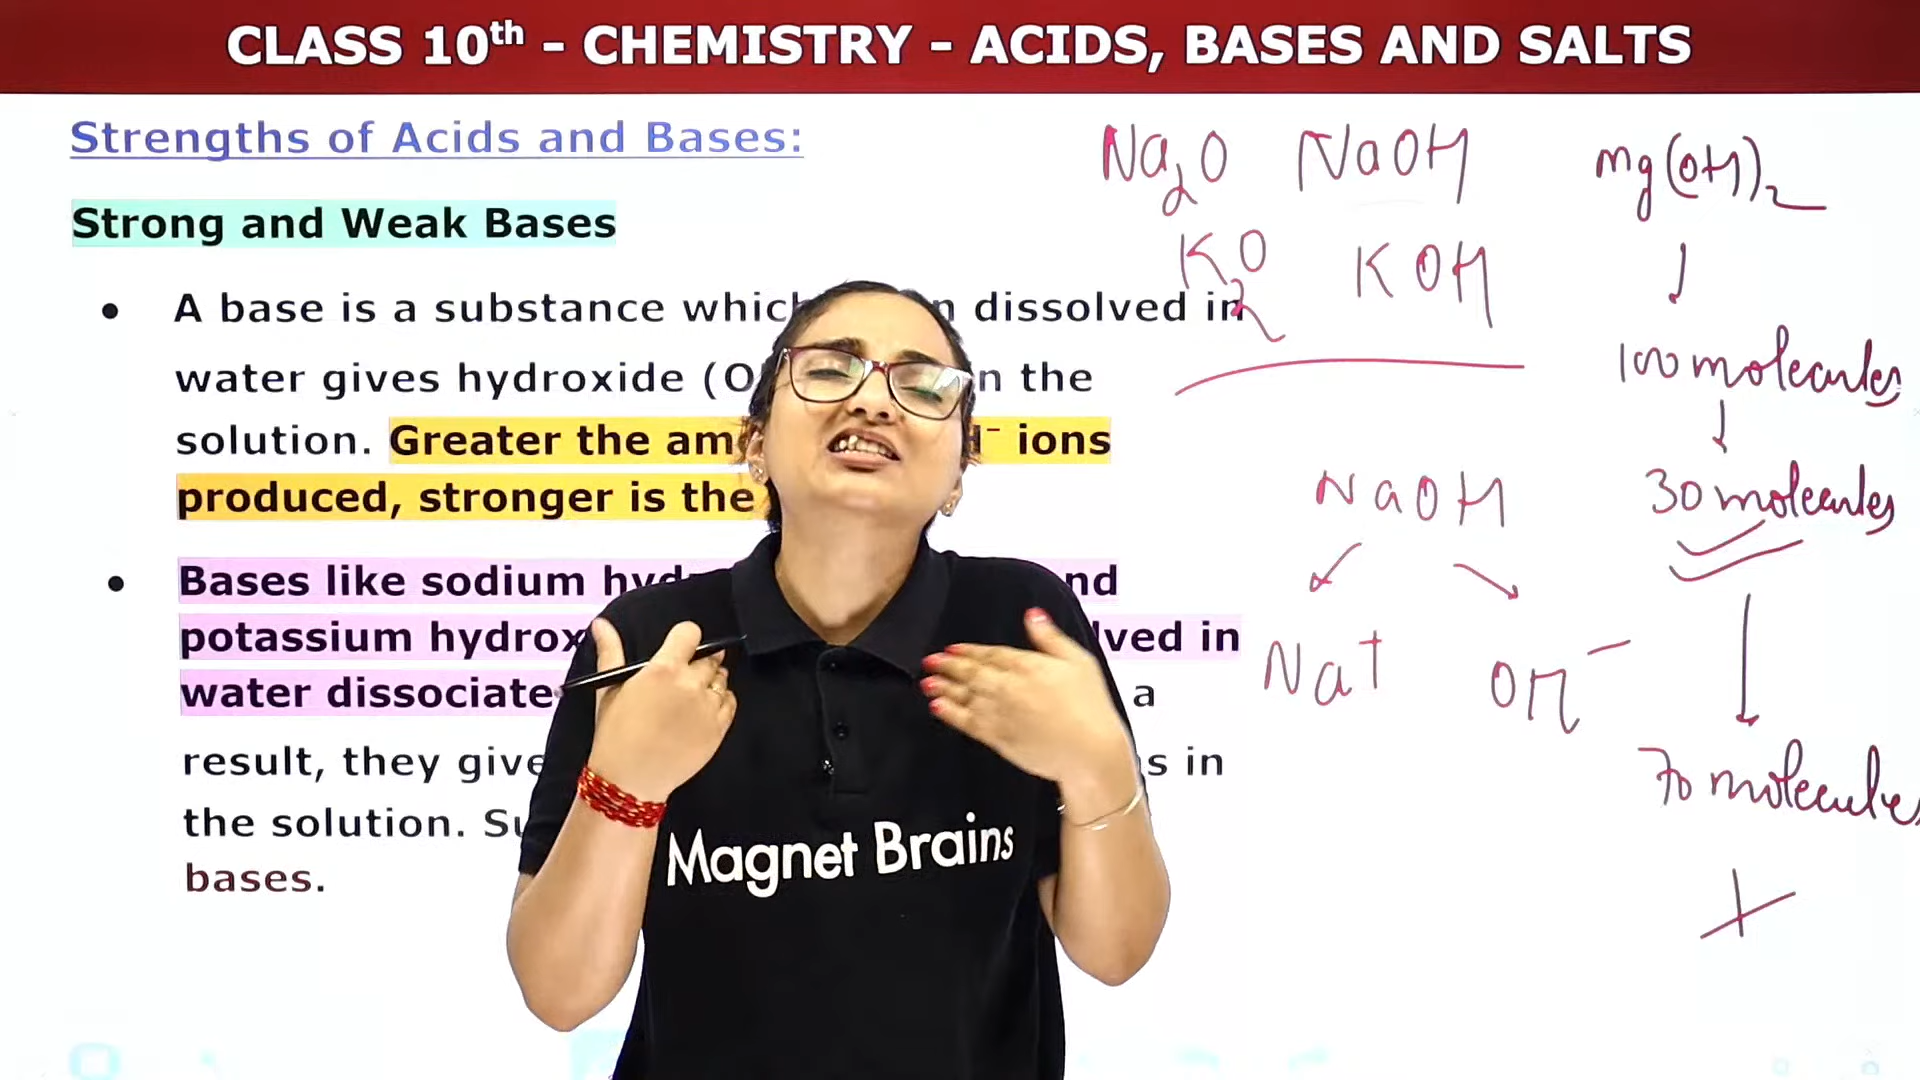 CLASS 10th - CHEMISTRY - ACIDS, BASES AND SALTS
Strengths of Acids and Bases:
Strong and Weak Bases
• A base is a substance which dissolved in
water gives hydroxide (O n the
solution. Greater the am H⁻ ions
produced, stronger is the
• Bases like sodium hyd nd
potassium hydrox lved in
water dissociate a
result, they give s in
the solution. Su
bases.
Na₂O NaOH
K₂O KOH
NaOH
Na⁺ OH⁻
Mg(OH)₂
100 molecules
30 molecules
70 molecules
Magnet Brains